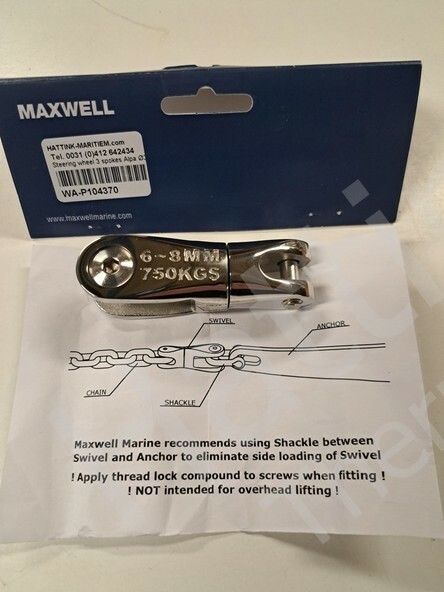 MAXWELL
HATTINK-MARITIEM.com
Tel. 0031 (0)412 642434
Steering wheel 3 spokes Alpa
WA-P104370
www.maxwellmarine.com
6~8MM
750KGS
SWIVEL
ANCHOR
CHAIN
SHACKLE
Maxwell Marine recommends using Shackle between
Swivel and Anchor to eliminate side loading of Swivel
! Apply thread lock compound to screws when fitting !
! NOT intended for overhead lifting !